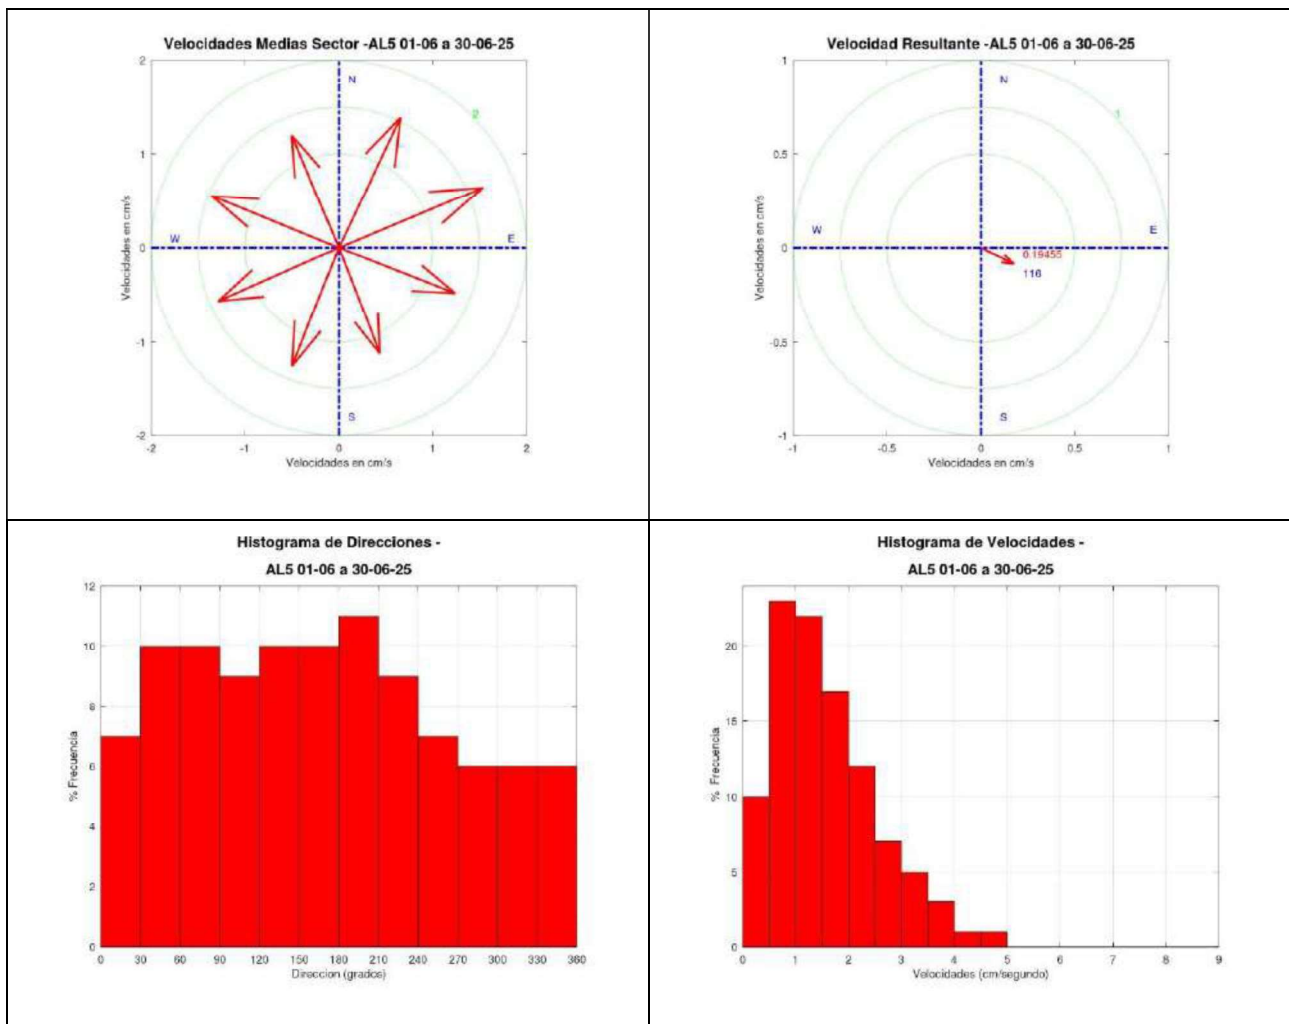 Velocidades Medias Sector -AL5 01-06 a 30-06-25
2
N
2
1
Velocidades en cm/s
W
E
0
-1
S
-2
-2 -1 0 1 2
Velocidades en cm/s
Velocidad Resultante -AL5 01-06 a 30-06-25
1
N
1
0.5
Velocidades en cm/s
W
E
0
0.19455
116
-0.5
S
-1
-1 -0.5 0 0.5 1
Velocidades en cm/s
Histograma de Direcciones -
AL5 01-06 a 30-06-25
12
10
8
% Frecuencia
6
4
2
0
0 30 60 90 120 150 180 210 240 270 300 330 360
Direccion (grados)
Histograma de Velocidades -
AL5 01-06 a 30-06-25
20
15
% Frecuencia
10
5
0
0 1 2 3 4 5 6 7 8 9
Velocidades (cm/segundo)